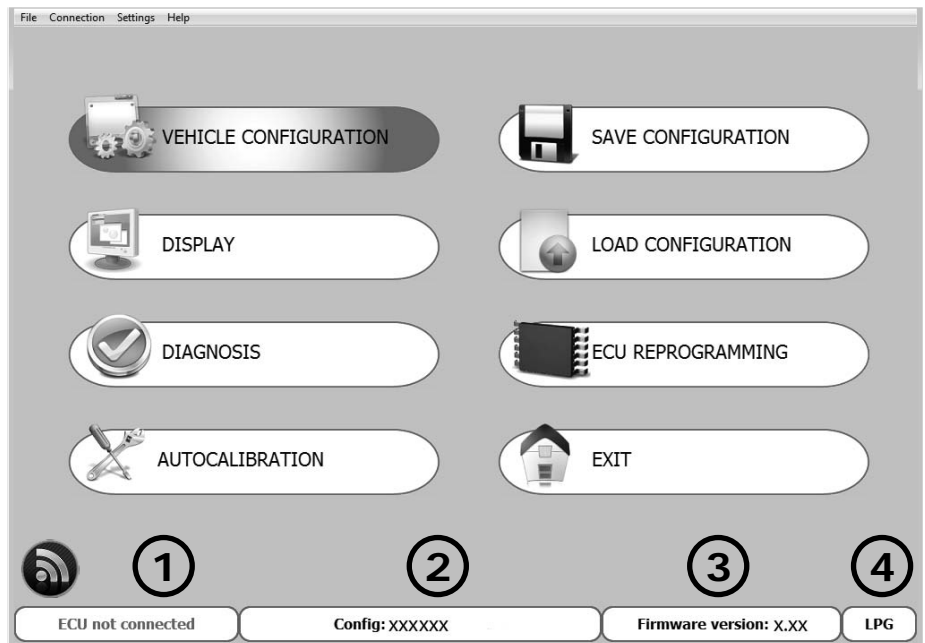 File Connection Settings Help
VEHICLE CONFIGURATION
SAVE CONFIGURATION
DISPLAY
LOAD CONFIGURATION
DIAGNOSIS
ECU REPROGRAMMING
AUTOCALIBRATION
EXIT
1
2
3
4
ECU not connected
Config: XXXXXX
Firmware version: X.XX
LPG